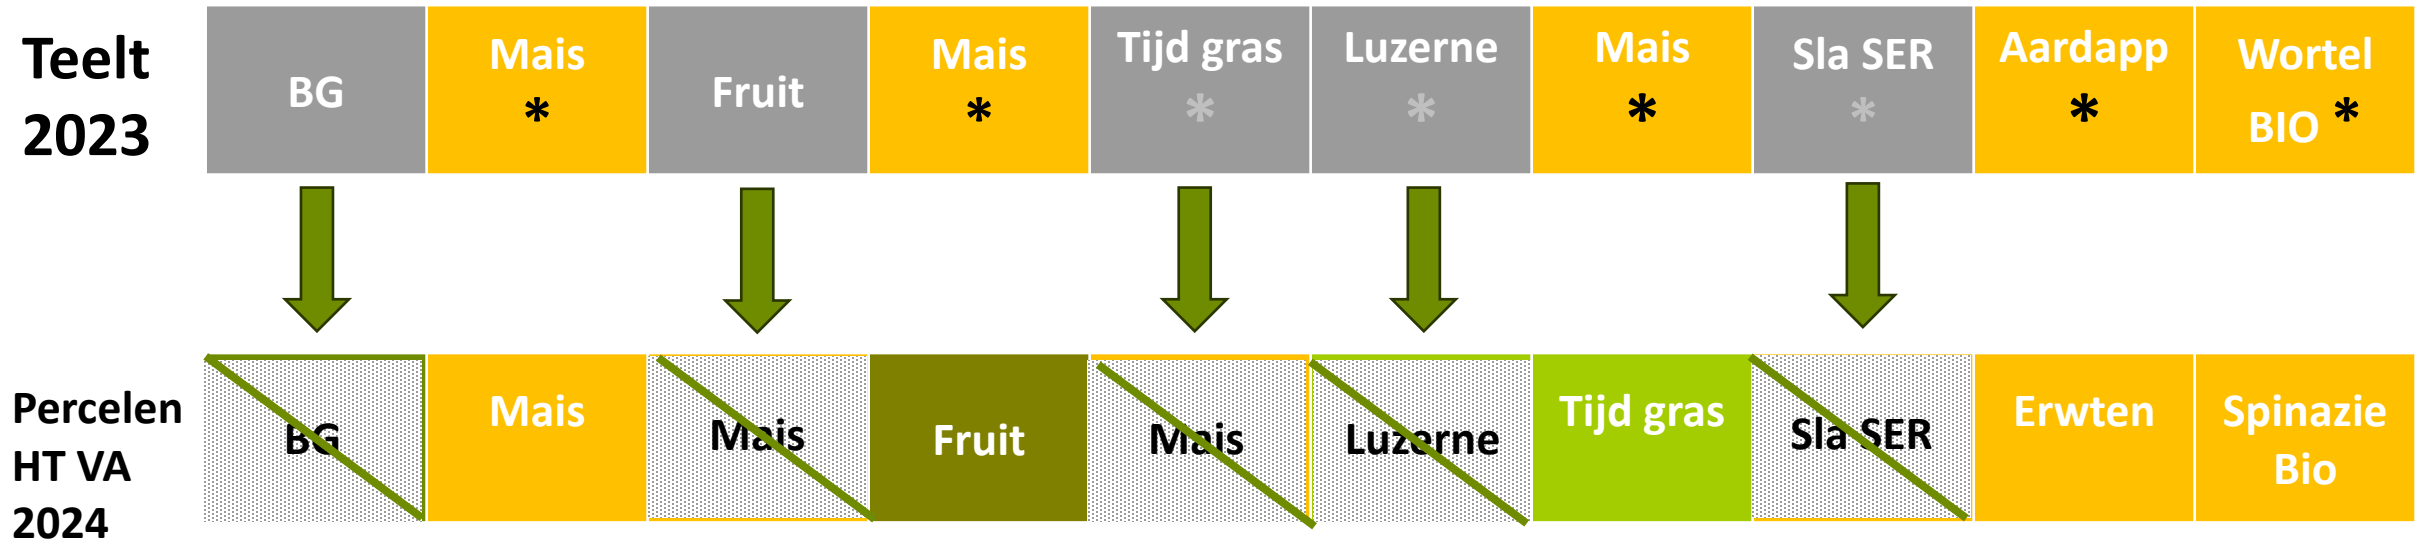 Teelt
2023
BG
Mais
*
Fruit
Mais
*
Tijd gras
*
Luzerne
*
Mais
*
Sla SER
*
Aardapp
*
Wortel
BIO *
Percelen
HT VA
2024
BG
Mais
Mais
Fruit
Mais
Luzerne
Tijd gras
Sla SER
Erwten
Spinazie
Bio